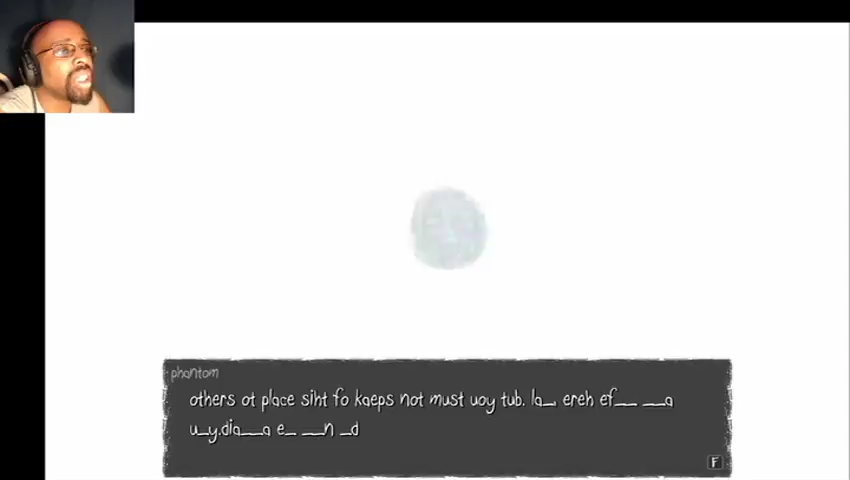 phantom
others ot place siht fo kaeps not must uoy tub. la_ ereh ef__ __a
u_y.dia__a e_ __n _d
F